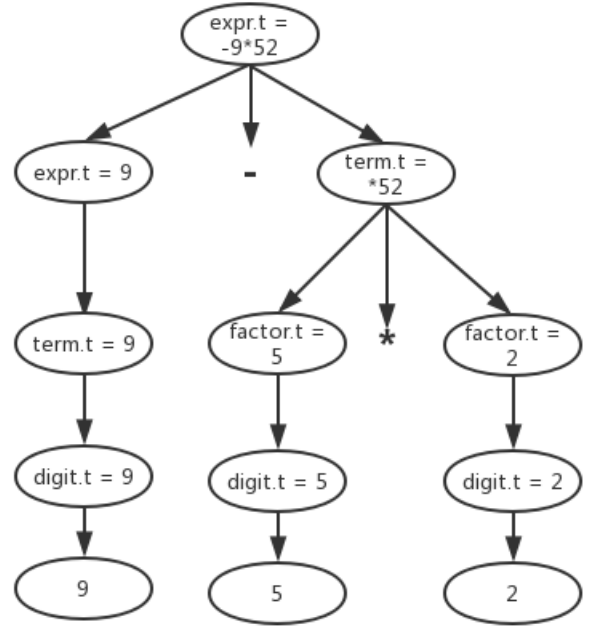 expr.t =
-9*52
expr.t = 9
-
term.t =
*52
term.t = 9
factor.t =
5
*
factor.t =
2
digit.t = 9
digit.t = 5
digit.t = 2
9
5
2